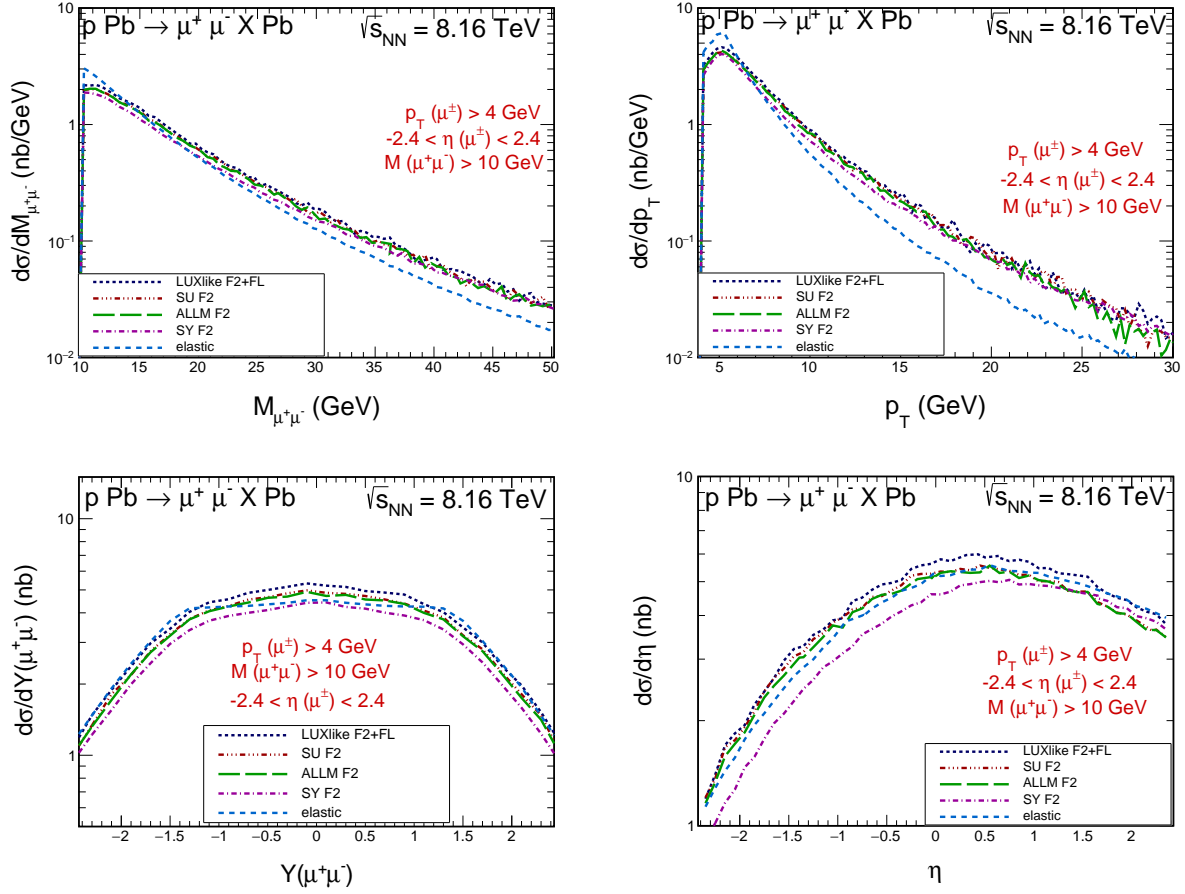 p Pb → μ⁺ μ⁻ X Pb √s_NN = 8.16 TeV
dσ/dM_μ⁺μ⁻ (nb/GeV)
10
1
10⁻¹
10⁻²
p_T (μ±) > 4 GeV
-2.4 < η (μ±) < 2.4
M (μ⁺μ⁻) > 10 GeV
LUXlike F2+FL
SU F2
ALLM F2
SY F2
elastic
10 15 20 25 30 35 40 45 50
M_μ⁺μ⁻ (GeV)
p Pb → μ⁺ μ⁻ X Pb √s_NN = 8.16 TeV
dσ/dp_T (nb/GeV)
10
1
10⁻¹
10⁻²
p_T (μ±) > 4 GeV
-2.4 < η (μ±) < 2.4
M (μ⁺μ⁻) > 10 GeV
LUXlike F2+FL
SU F2
ALLM F2
SY F2
elastic
5 10 15 20 25 30
p_T (GeV)
p Pb → μ⁺ μ⁻ X Pb √s_NN = 8.16 TeV
dσ/dY(μ⁺μ⁻) (nb)
10
1
p_T (μ±) > 4 GeV
M (μ⁺μ⁻) > 10 GeV
-2.4 < η (μ±) < 2.4
LUXlike F2+FL
SU F2
ALLM F2
SY F2
elastic
−2 −1.5 −1 −0.5 0 0.5 1 1.5 2
Y(μ⁺μ⁻)
p Pb → μ⁺ μ⁻ X Pb √s_NN = 8.16 TeV
dσ/dη (nb)
10
1
p_T (μ±) > 4 GeV
-2.4 < η (μ±) < 2.4
M (μ⁺μ⁻) > 10 GeV
LUXlike F2+FL
SU F2
ALLM F2
SY F2
elastic
−2 −1.5 −1 −0.5 0 0.5 1 1.5 2
η